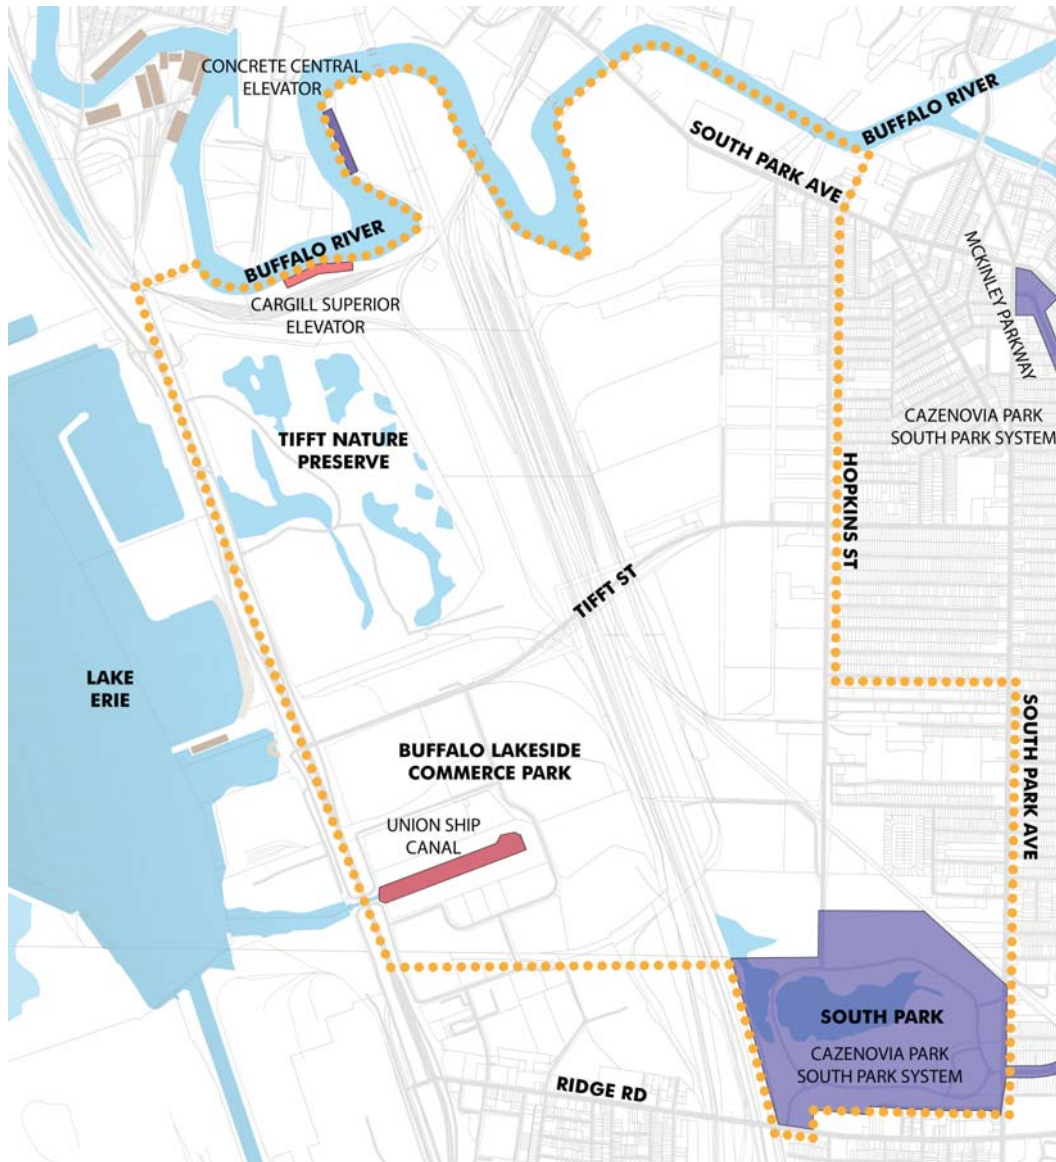 CONCRETE CENTRAL
ELEVATOR
BUFFALO RIVER
SOUTH PARK AVE
BUFFALO RIVER
CARGILL SUPERIOR
ELEVATOR
MCKINLEY PARKWAY
CAZENOVIA PARK
SOUTH PARK SYSTEM
TIFFT NATURE
PRESERVE
HOPKINS ST
TIFFT ST
LAKE
ERIE
SOUTH PARK AVE
BUFFALO LAKESIDE
COMMERCE PARK
UNION SHIP
CANAL
SOUTH PARK
CAZENOVIA PARK
SOUTH PARK SYSTEM
RIDGE RD